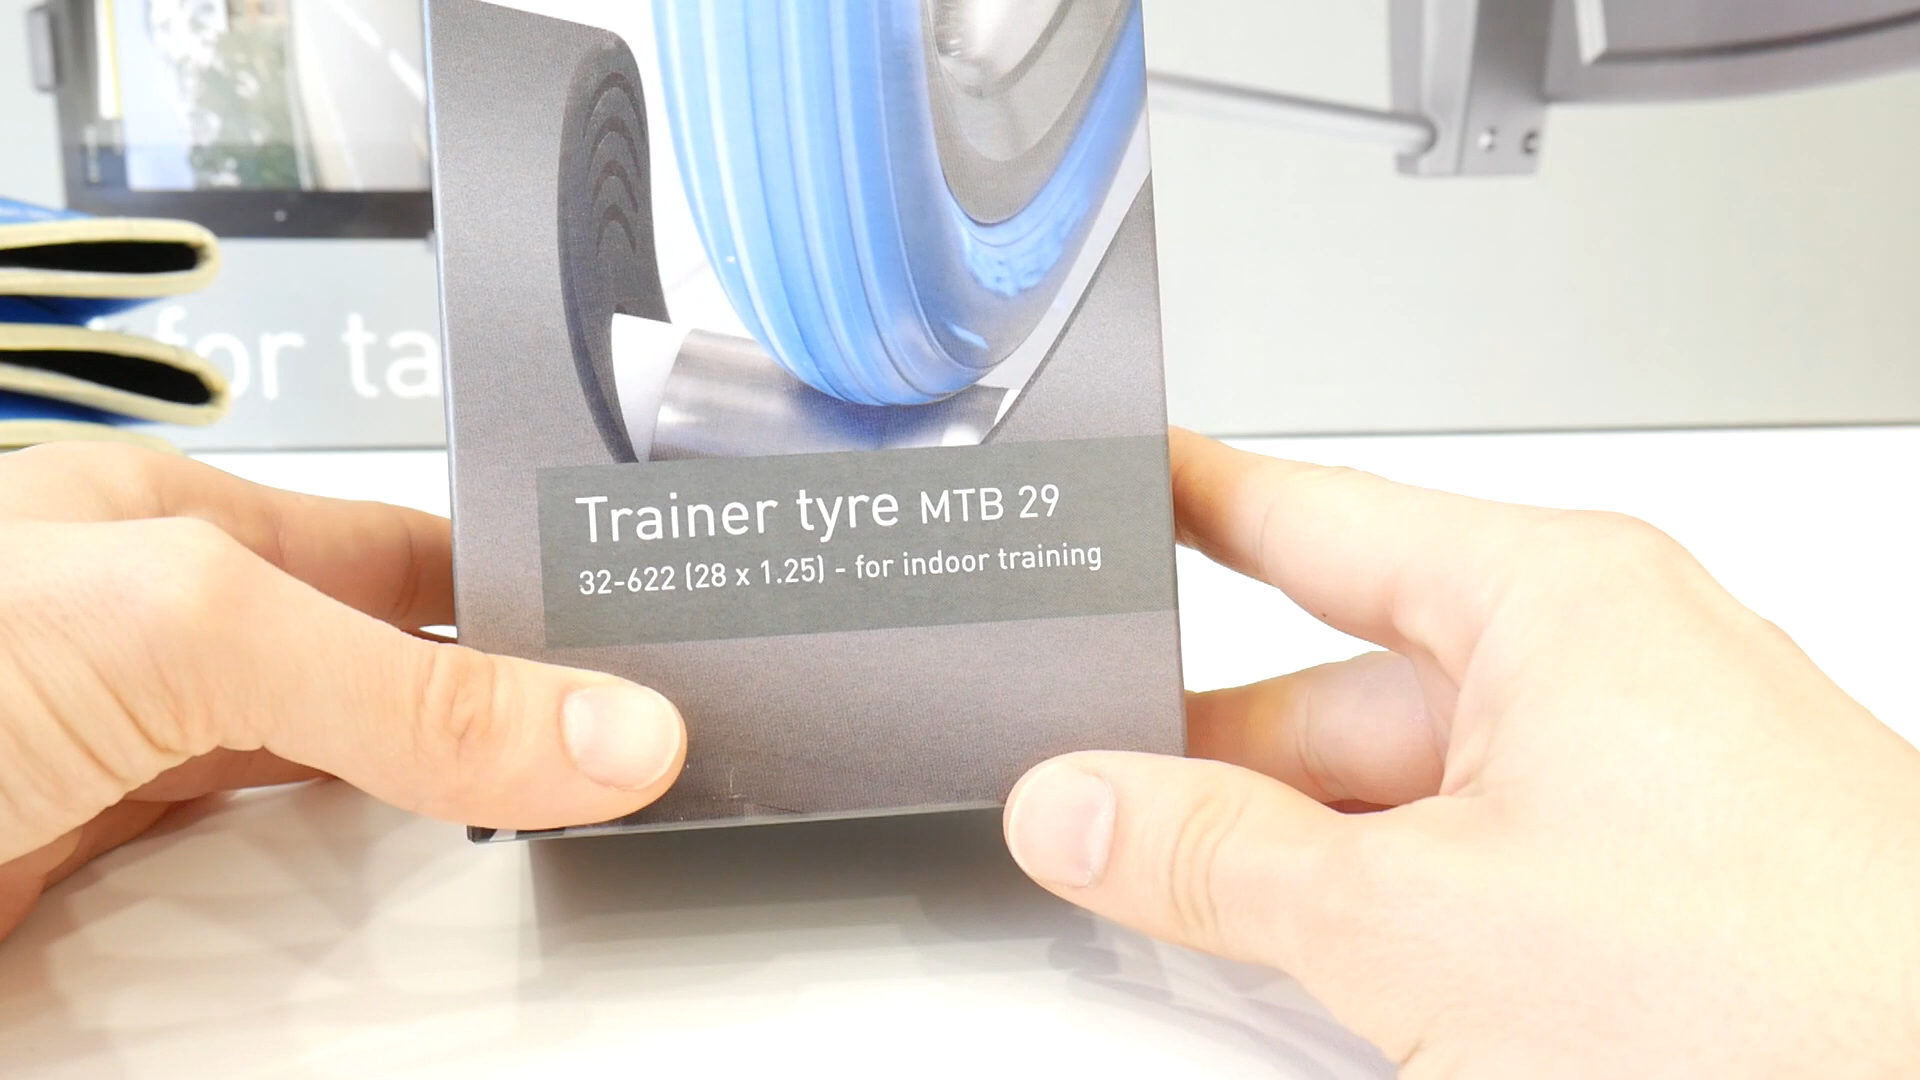 for ta
Trainer tyre MTB 29
32-622 (28 x 1.25) - for indoor training